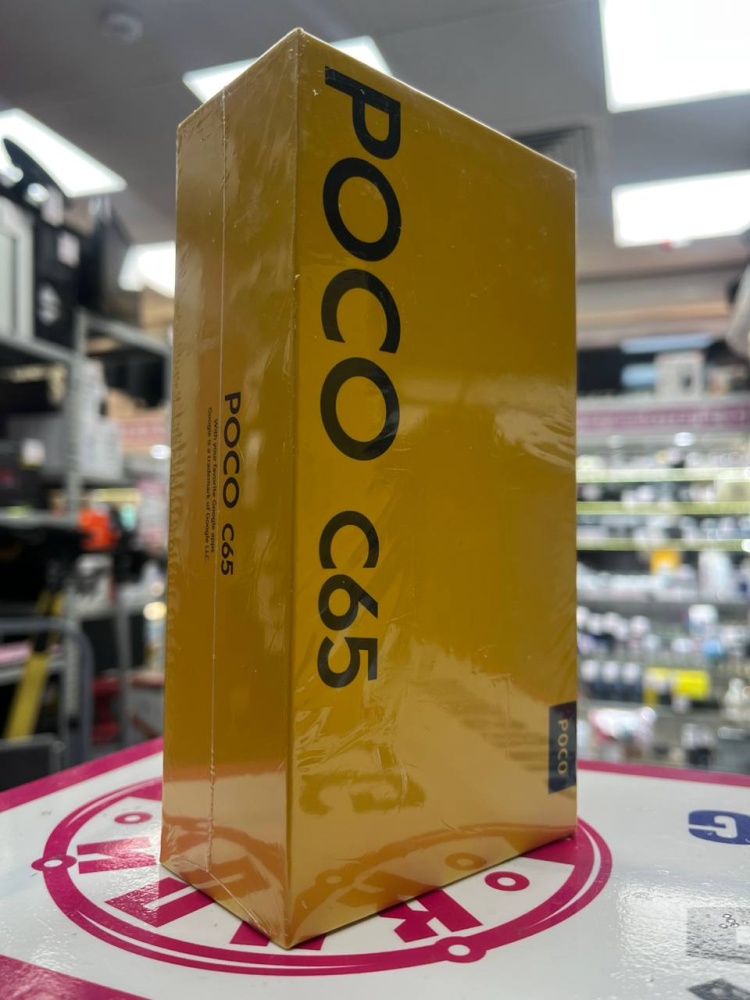 POCO C65
POCO C65
With your favorite Google apps
Google is a trademark of Google LLC.
POCO